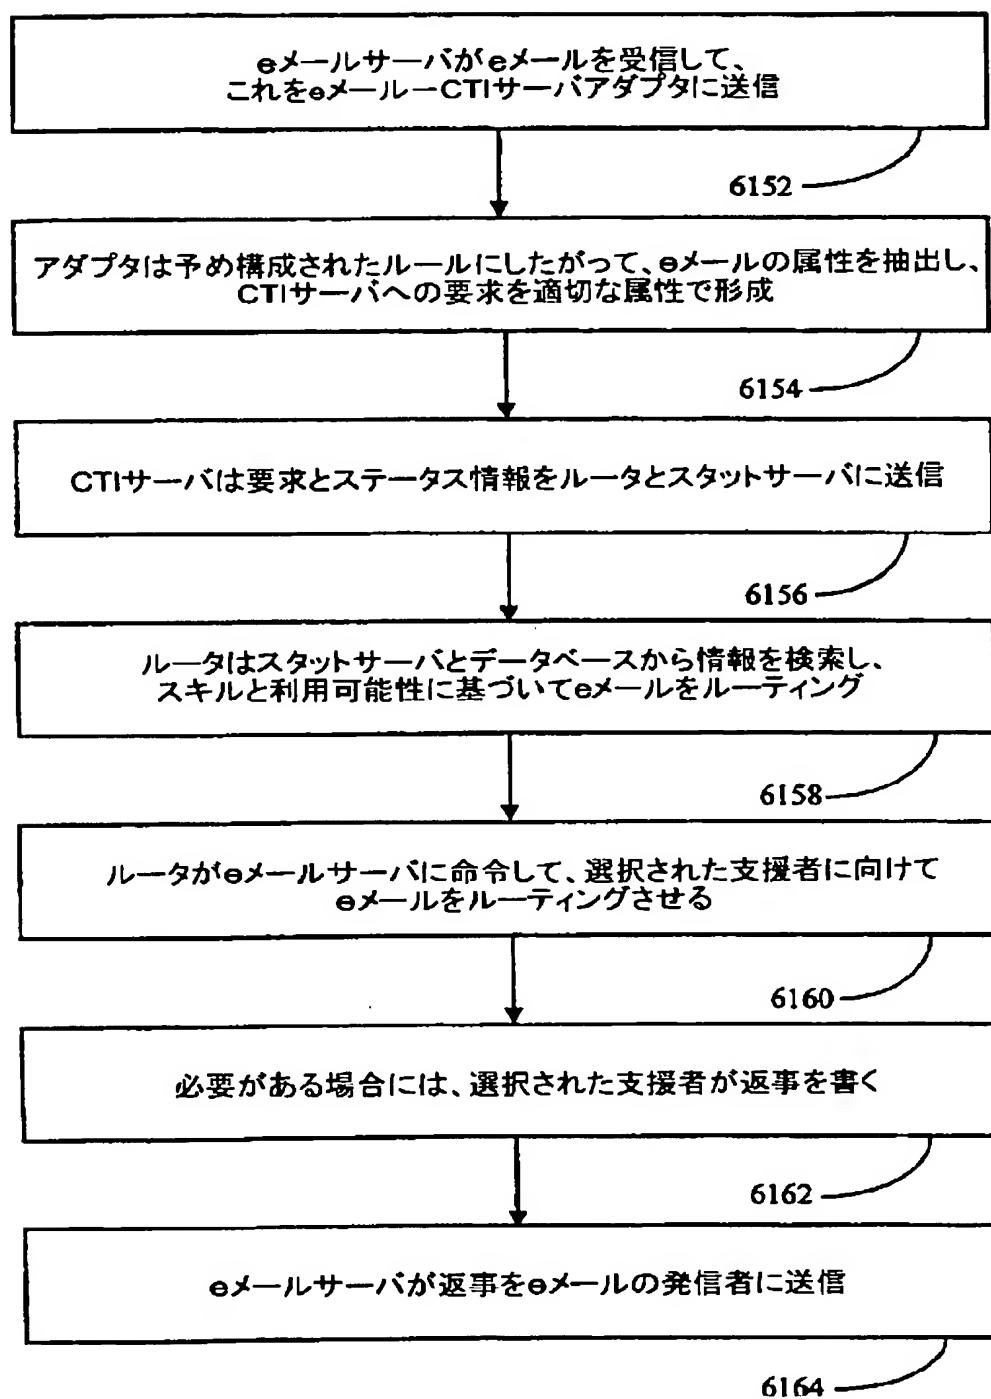 eメールサーバがeメールを受信して、
これをeメール－CTIサーバアダプタに送信
6152
アダプタは予め構成されたルールにしたがって、eメールの属性を抽出し、
CTIサーバへの要求を適切な属性で形成
6154
CTIサーバは要求とステータス情報をルータとスタットサーバに送信
6156
ルータはスタットサーバとデータベースから情報を検索し、
スキルと利用可能性に基づいてeメールをルーティング
6158
ルータがeメールサーバに命令して、選択された支援者に向けて
eメールをルーティングさせる
6160
必要がある場合には、選択された支援者が返事を書く
6162
eメールサーバが返事をeメールの発信者に送信
6164